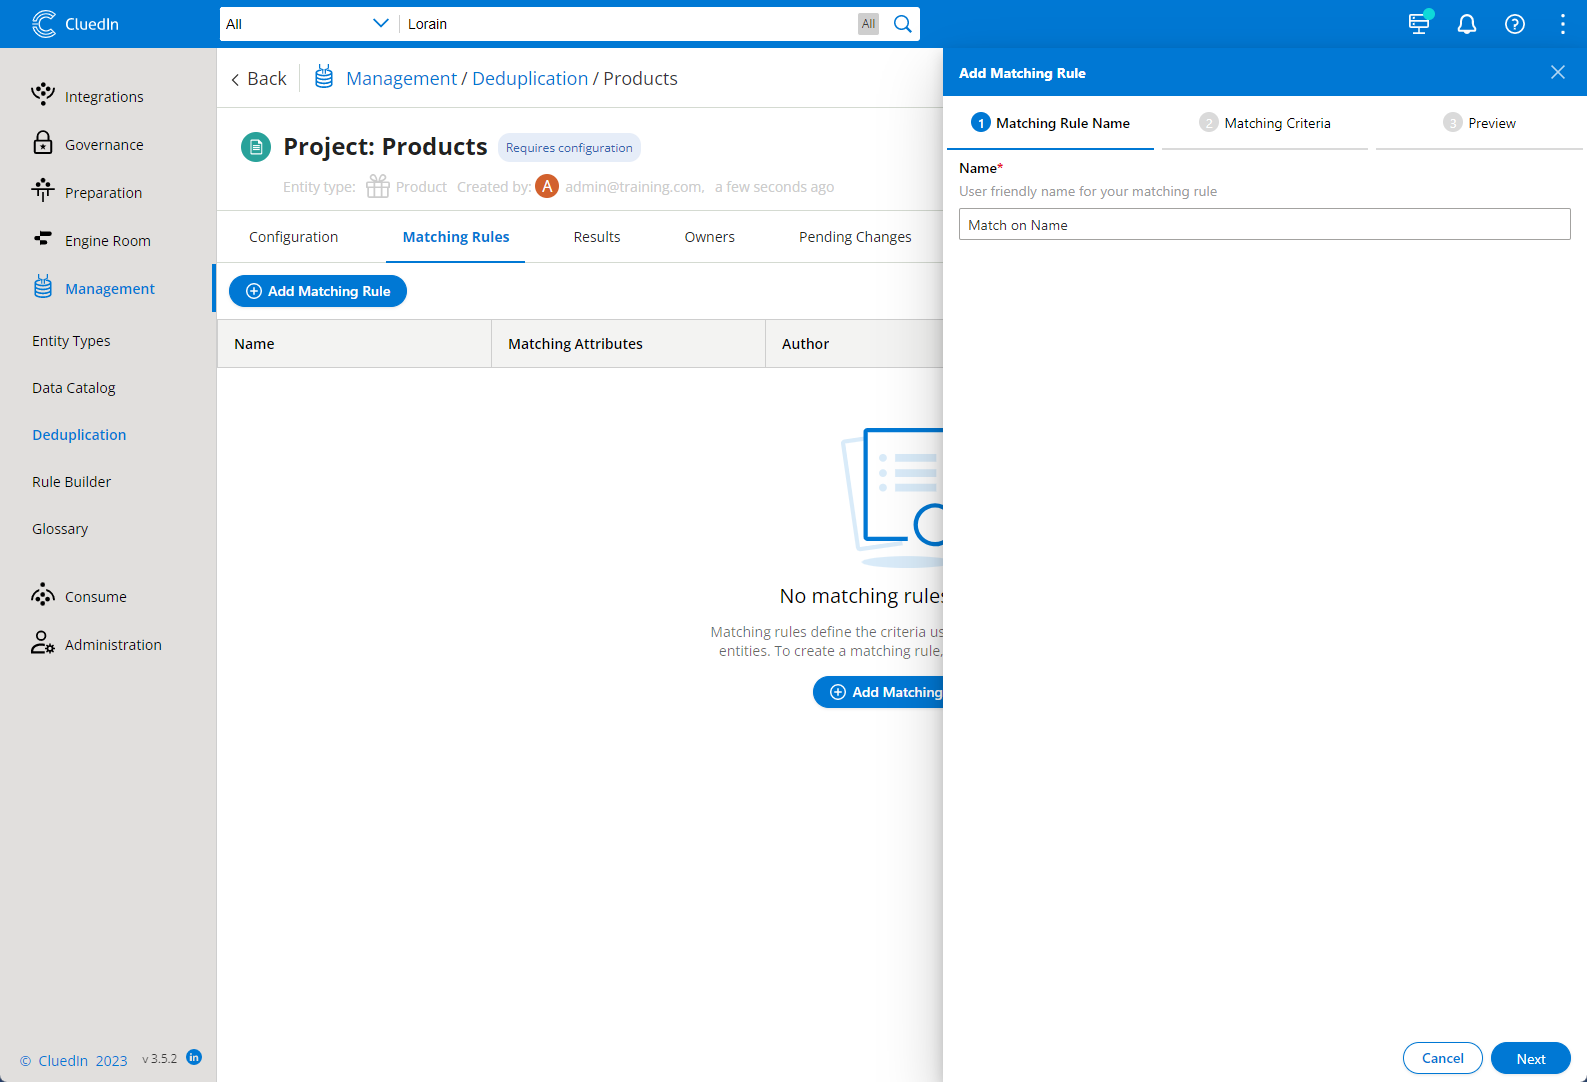 CluedIn
All
Lorain
All
Integrations
Governance
Preparation
Engine Room
Management
Entity Types
Data Catalog
Deduplication
Rule Builder
Glossary
Consume
Administration
© CluedIn 2023 v 3.5.2 in
Back
Management / Deduplication / Products
Project: Products
Requires configuration
Entity type: Product Created by: A admin@training.com, a few seconds ago
Configuration
Matching Rules
Results
Owners
Pending Changes
Add Matching Rule
Name
Matching Attributes
Author
No matching rules
Matching rules define the criteria us
entities. To create a matching rule,
Add Matching
Add Matching Rule
1 Matching Rule Name
2 Matching Criteria
3 Preview
Name*
User friendly name for your matching rule
Match on Name
Cancel
Next